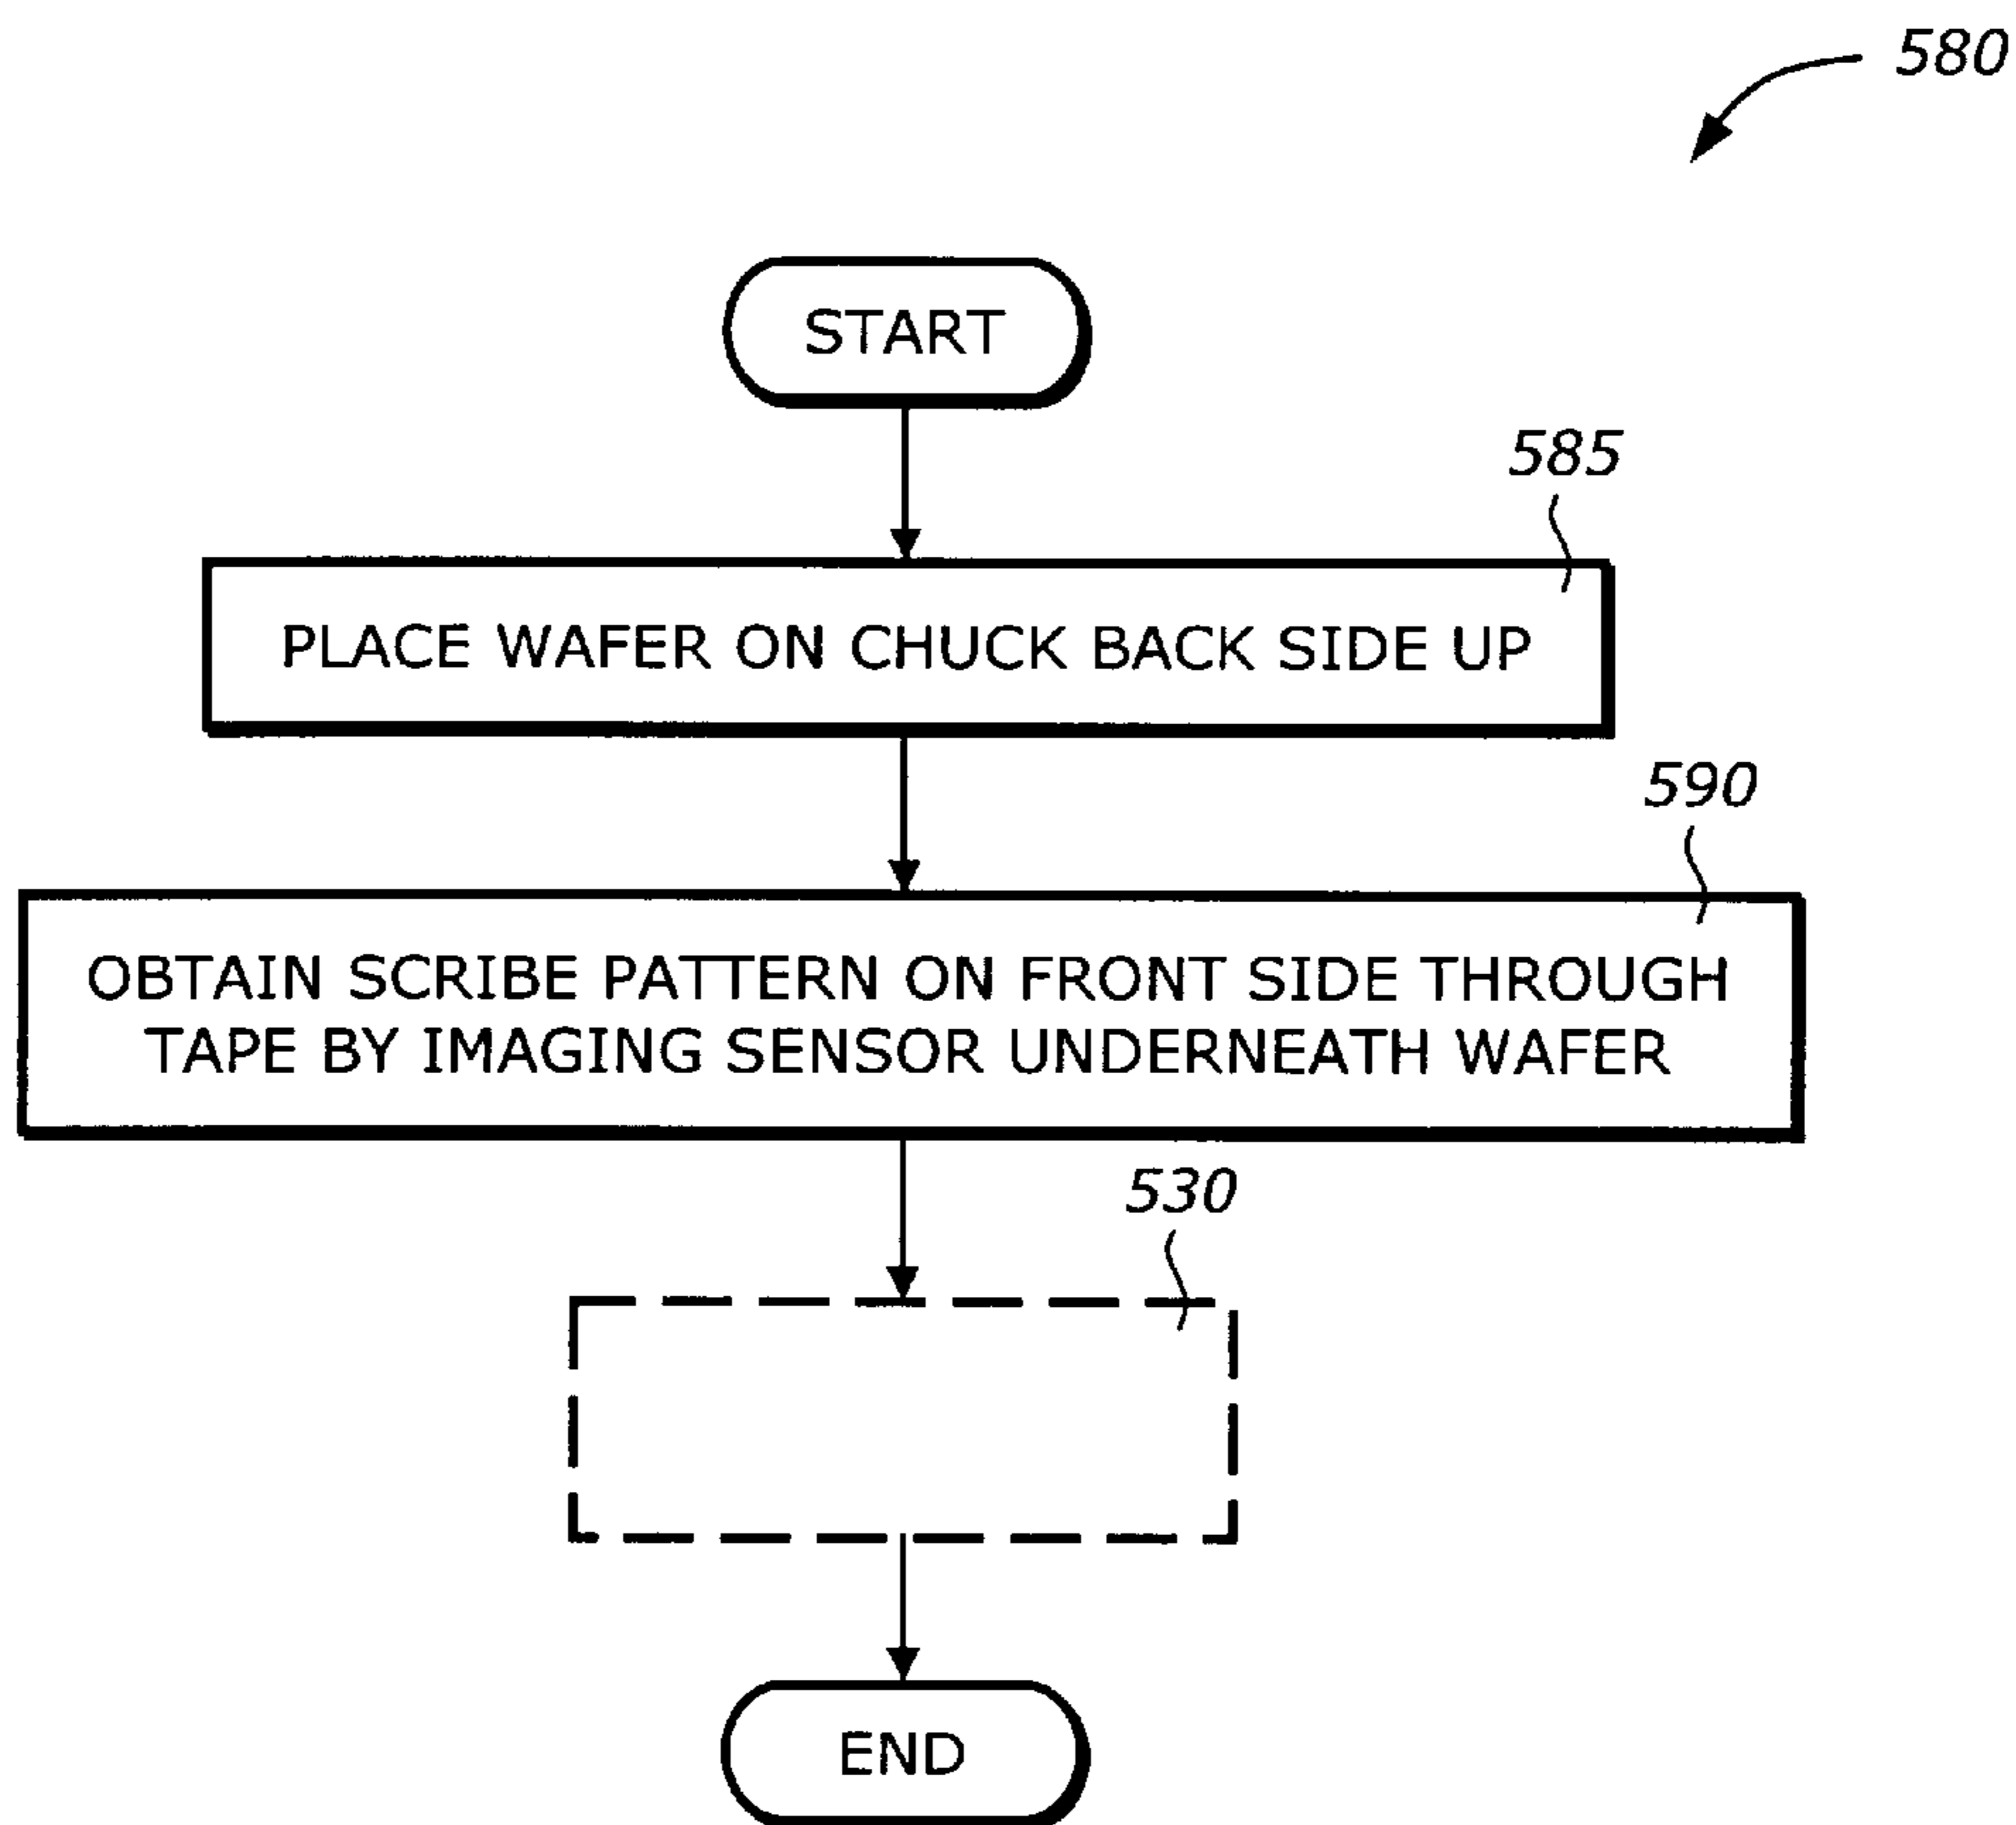 580
START
585
PLACE WAFER ON CHUCK BACK SIDE UP
590
OBTAIN SCRIBE PATTERN ON FRONT SIDE THROUGH
TAPE BY IMAGING SENSOR UNDERNEATH WAFER
530
END